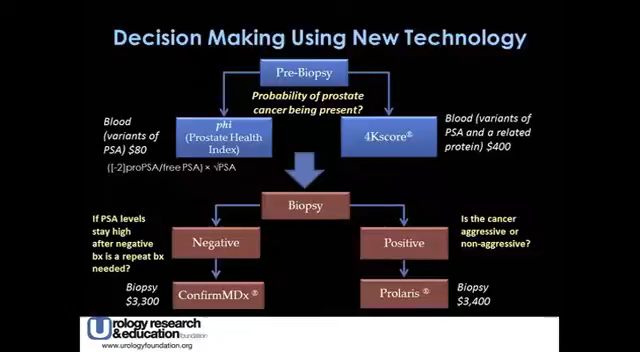 Decision Making Using New Technology
Pre-Biopsy
Probability of prostate
cancer being present?
Blood
(variants of
PSA) $80
phi
(Prostate Health
Index)
4Kscore®
Blood (variants of
PSA and a related
protein) $400
([-2]proPSA/free PSA) × √PSA
Biopsy
If PSA levels
stay high
after negative
bx is a repeat bx
needed?
Negative
Positive
Is the cancer
aggressive or
non-aggressive?
Biopsy
$3,300
ConfirmMDx ®
Prolaris ®
Biopsy
$3,400
Urology research
& education foundation
www.urologyfoundation.org